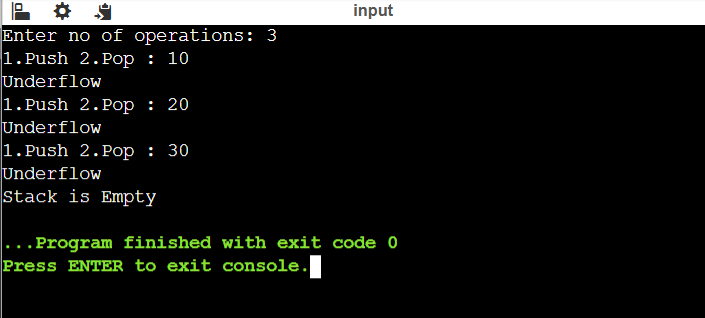 input
Enter no of operations: 3
1.Push 2.Pop : 10
Underflow
1.Push 2.Pop : 20
Underflow
1.Push 2.Pop : 30
Underflow
Stack is Empty
...Program finished with exit code 0
Press ENTER to exit console.